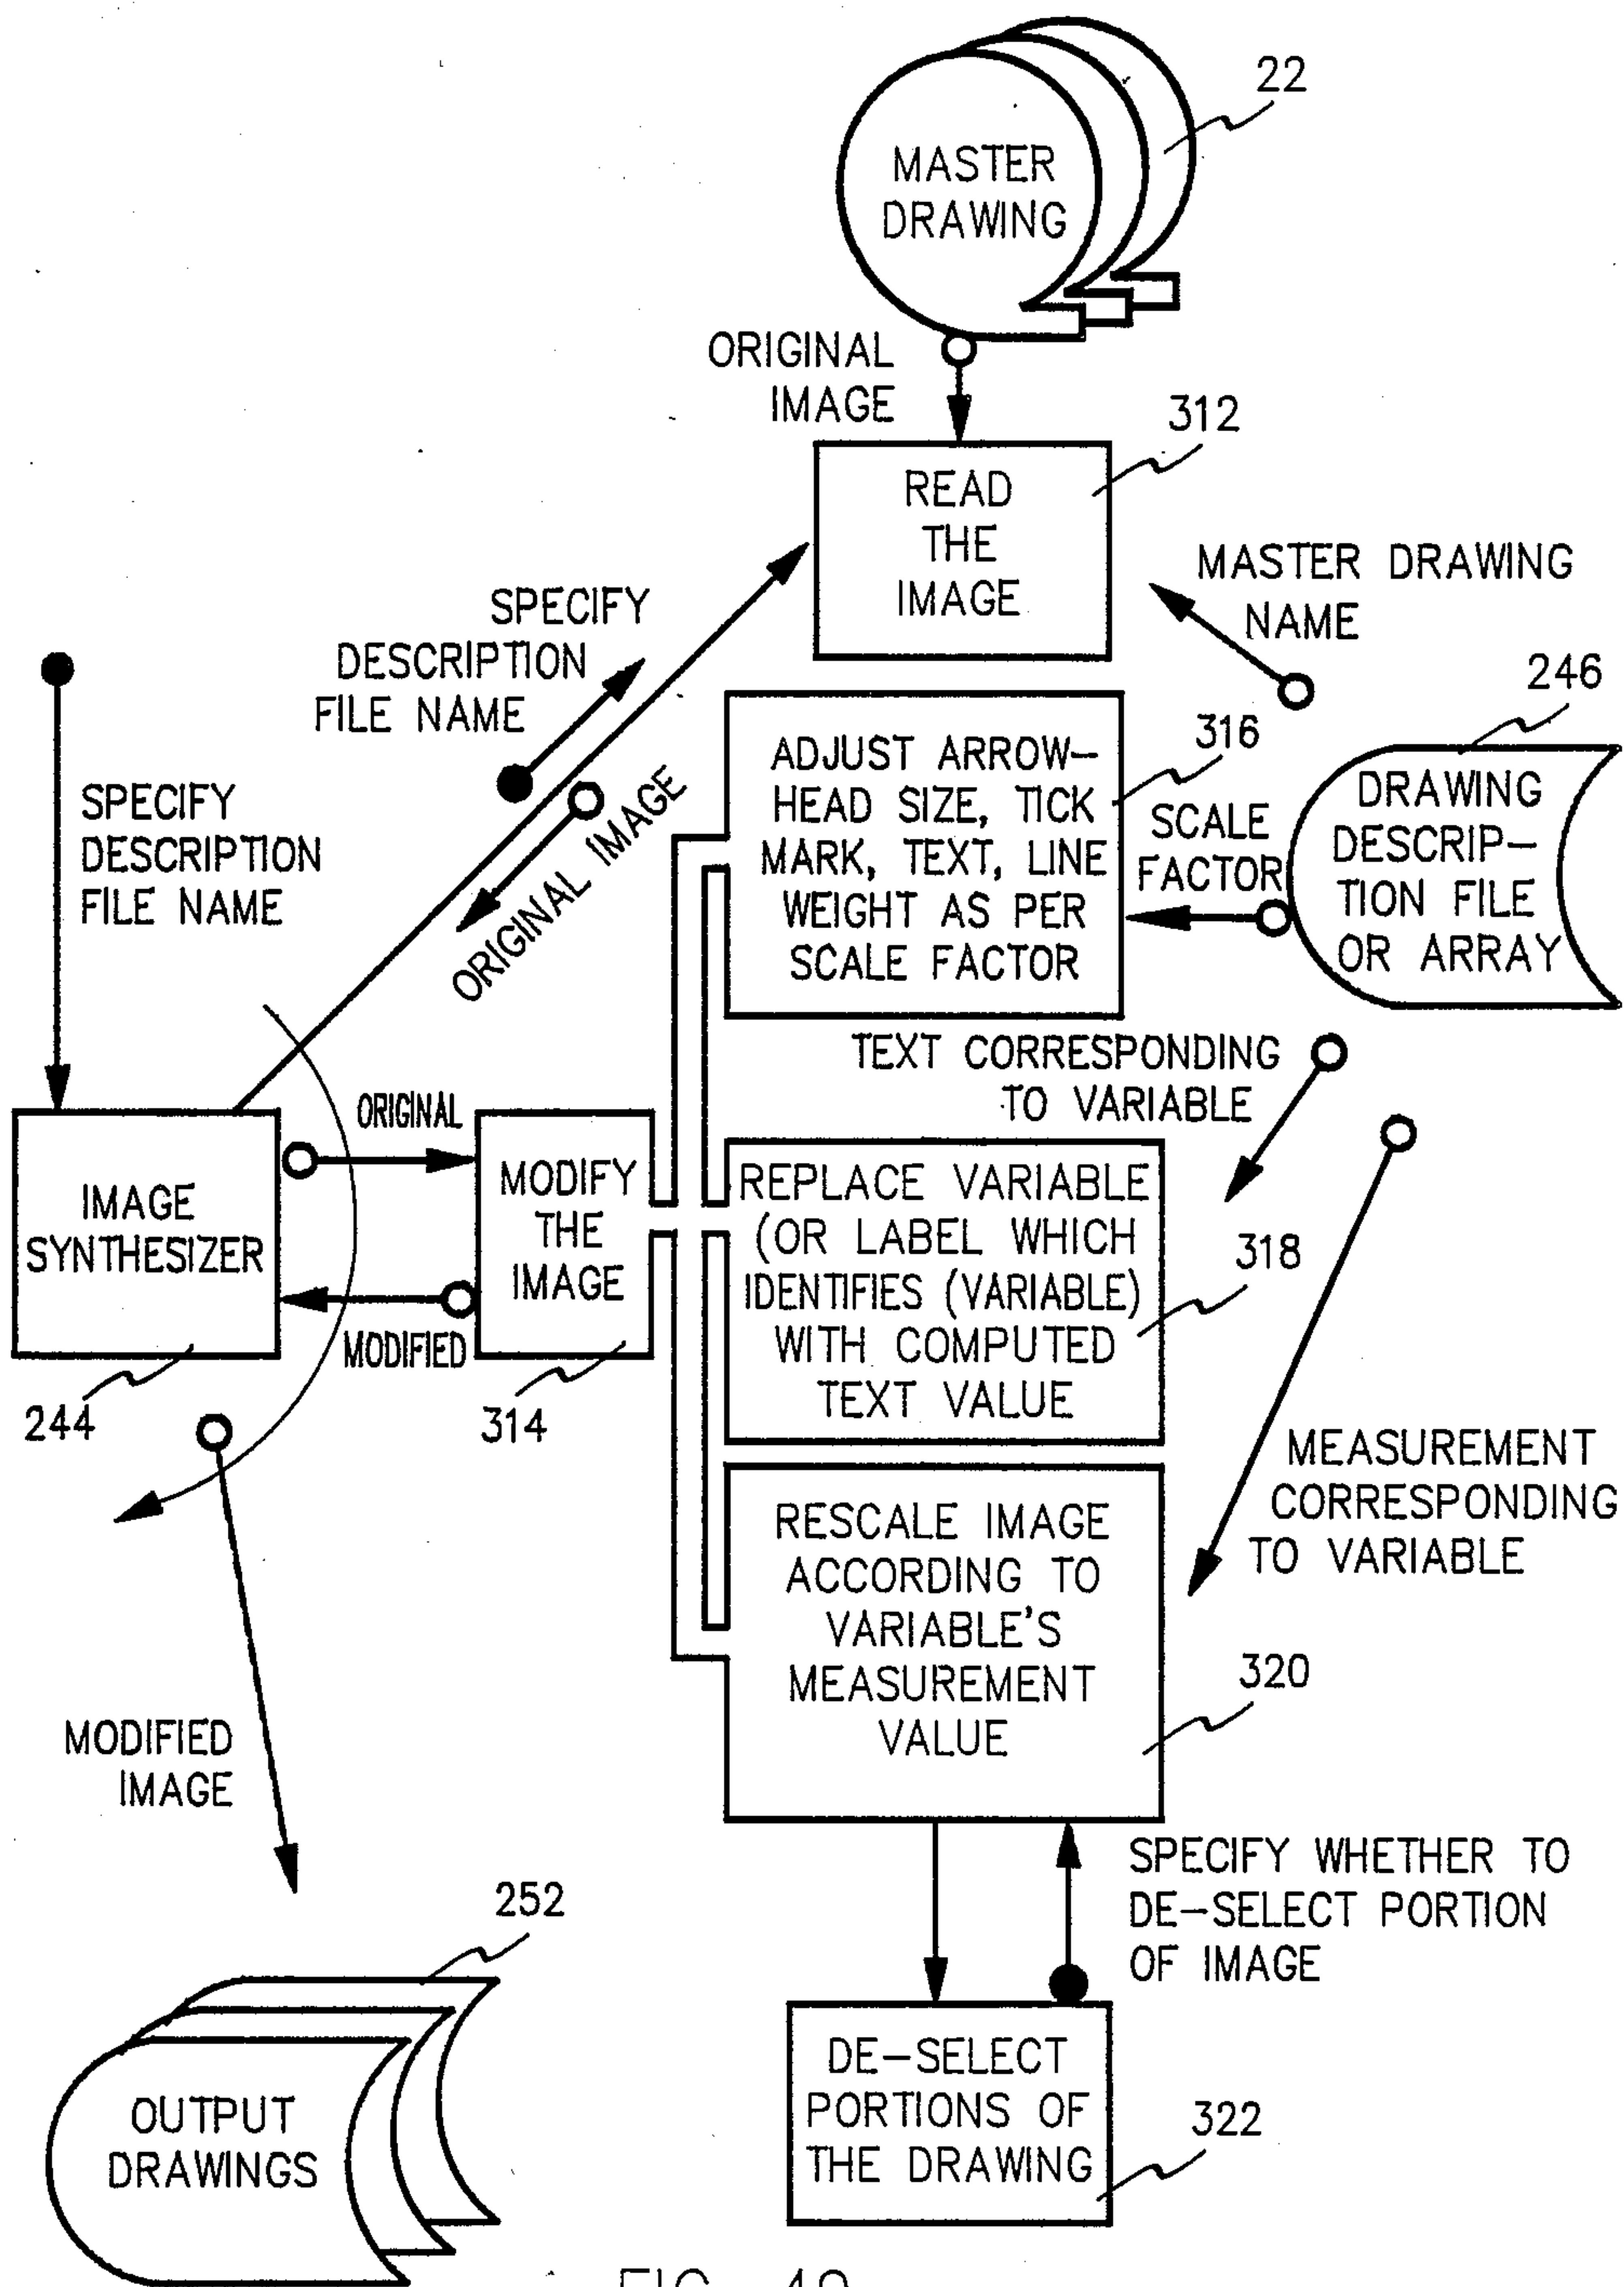 22
MASTER
DRAWING
ORIGINAL
IMAGE
312
READ
THE
IMAGE
MASTER DRAWING
NAME
SPECIFY
DESCRIPTION
FILE NAME
ORIGINAL IMAGE
SPECIFY
DESCRIPTION
FILE NAME
316
ADJUST ARROW-
HEAD SIZE, TICK
MARK, TEXT, LINE
WEIGHT AS PER
SCALE FACTOR
SCALE
FACTOR
246
DRAWING
DESCRIP-
TION FILE
OR ARRAY
TEXT CORRESPONDING
TO VARIABLE
ORIGINAL
IMAGE
SYNTHESIZER
MODIFY
THE
IMAGE
MODIFIED
244
314
REPLACE VARIABLE
(OR LABEL WHICH
IDENTIFIES (VARIABLE)
WITH COMPUTED
TEXT VALUE
318
MEASUREMENT
CORRESPONDING
TO VARIABLE
RESCALE IMAGE
ACCORDING TO
VARIABLE'S
MEASUREMENT
VALUE
320
MODIFIED
IMAGE
SPECIFY WHETHER TO
DE-SELECT PORTION
OF IMAGE
252
OUTPUT
DRAWINGS
DE-SELECT
PORTIONS OF
THE DRAWING
322